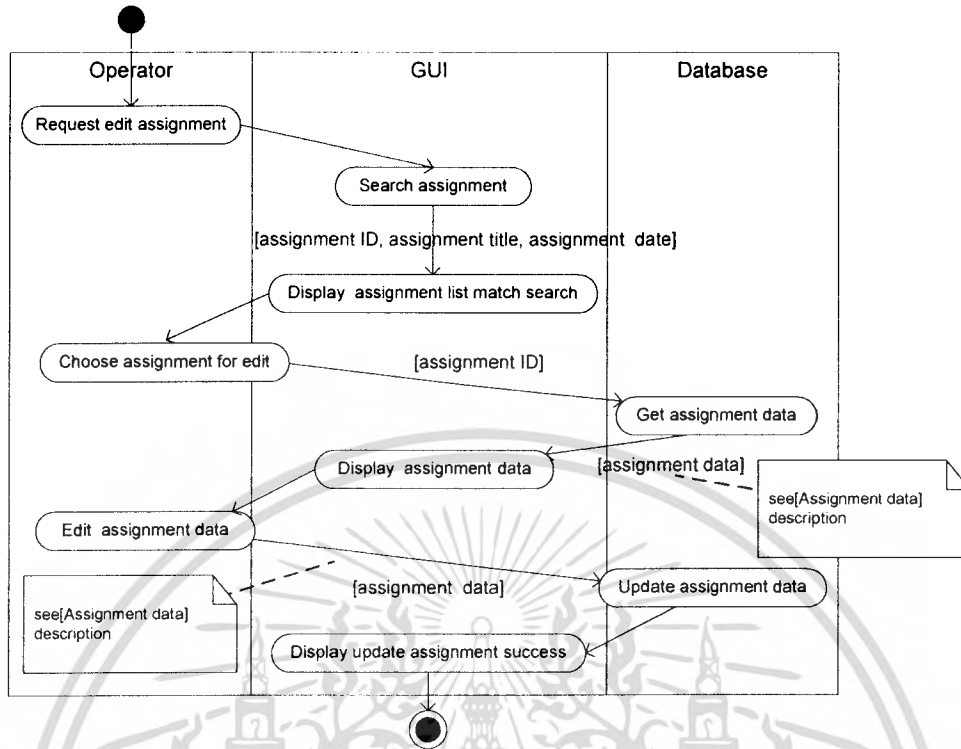 Operator
GUI
Database
Request edit assignment
Search assignment
[assignment ID, assignment title, assignment date]
Display assignment list match search
Choose assignment for edit
[assignment ID]
Get assignment data
Display assignment data
[assignment data]
see[Assignment data]
description
Edit assignment data
[assignment data]
Update assignment data
see[Assignment data]
description
Display update assignment success